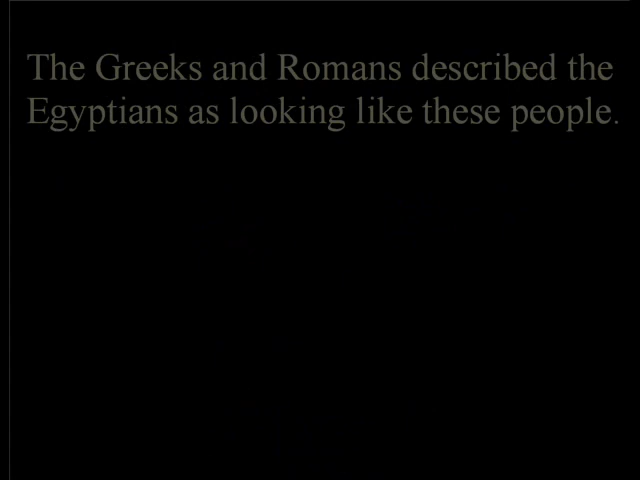 The Greeks and Romans described the
Egyptians as looking like these people.